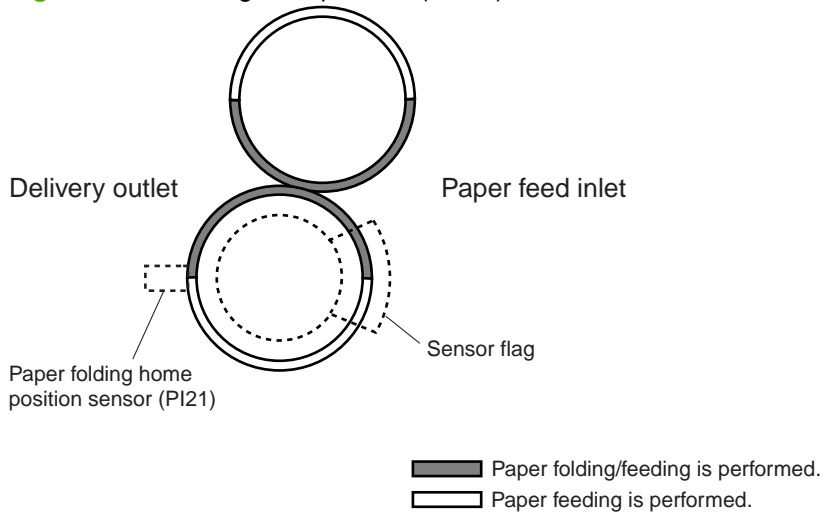 Delivery outlet
Paper feed inlet
Sensor flag
Paper folding home
position sensor (PI21)
Paper folding/feeding is performed.
Paper feeding is performed.